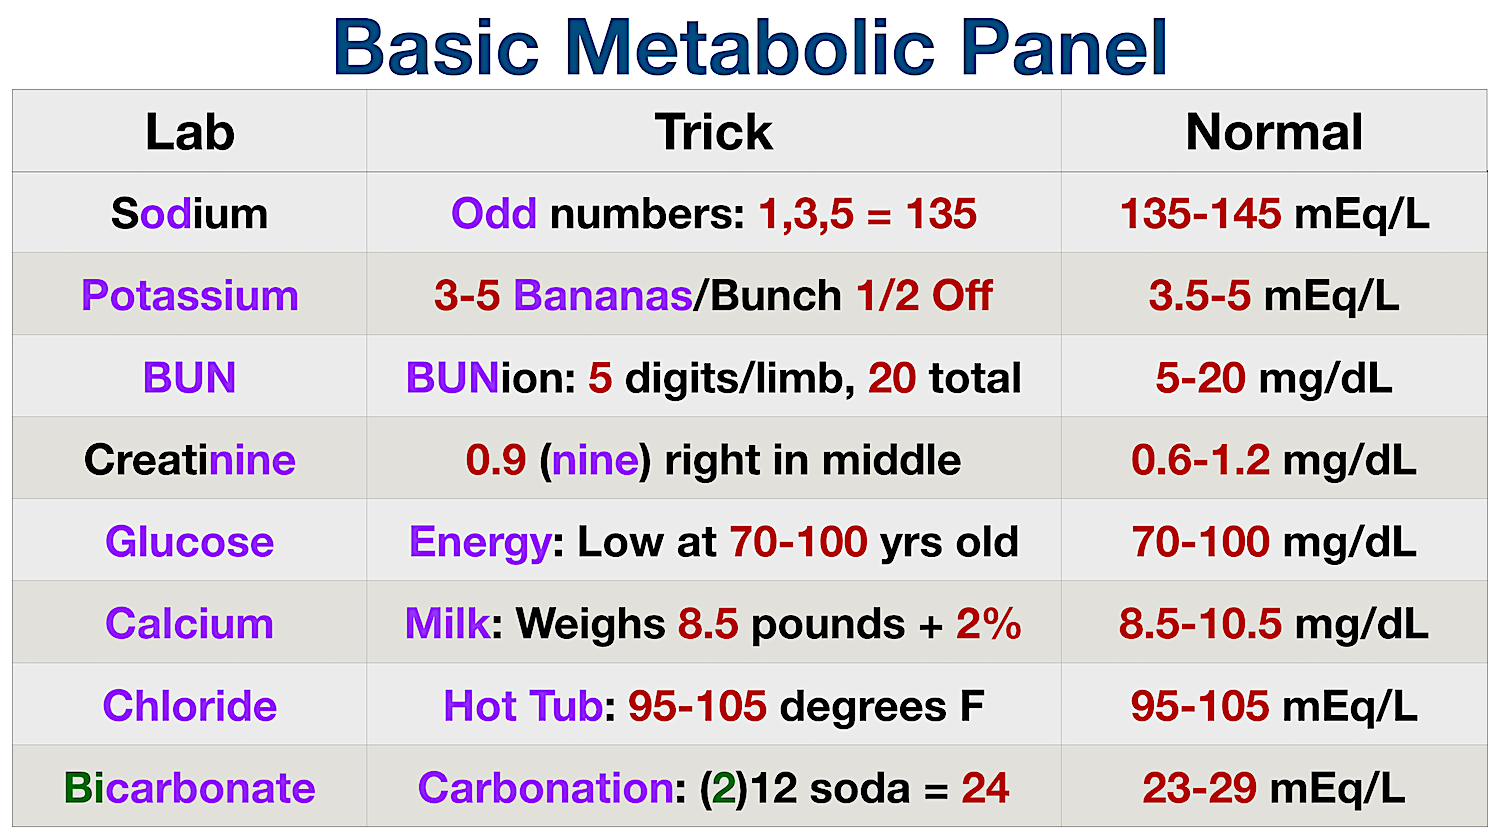 Basic Metabolic Panel
Lab Trick Normal
Sodium Odd numbers: 1,3,5 = 135 135-145 mEq/L
Potassium 3-5 Bananas/Bunch 1/2 Off 3.5-5 mEq/L
BUN BUNion: 5 digits/limb, 20 total 5-20 mg/dL
Creatinine 0.9 (nine) right in middle 0.6-1.2 mg/dL
Glucose Energy: Low at 70-100 yrs old 70-100 mg/dL
Calcium Milk: Weighs 8.5 pounds + 2% 8.5-10.5 mg/dL
Chloride Hot Tub: 95-105 degrees F 95-105 mEq/L
Bicarbonate Carbonation: (2)12 soda = 24 23-29 mEq/L